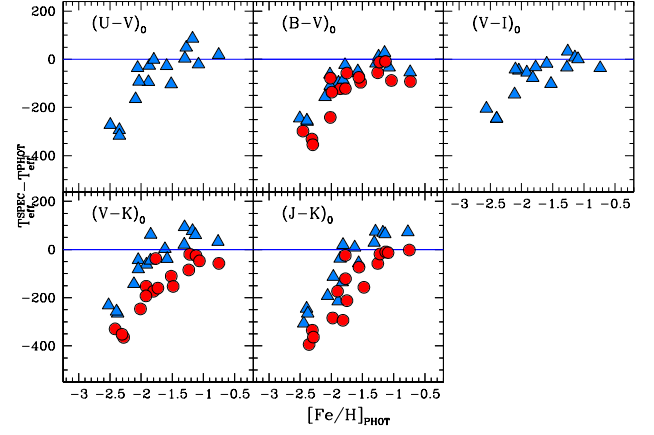 200
(U−V)₀
(B−V)₀
(V−I)₀
0
−200
−400
−3 −2.5 −2 −1.5 −1 −0.5
T_eff^SPEC−T_eff^PHOT
200
(V−K)₀
(J−K)₀
0
−200
−400
−3 −2.5 −2 −1.5 −1 −0.5
−3 −2.5 −2 −1.5 −1 −0.5
[Fe/H]_PHOT